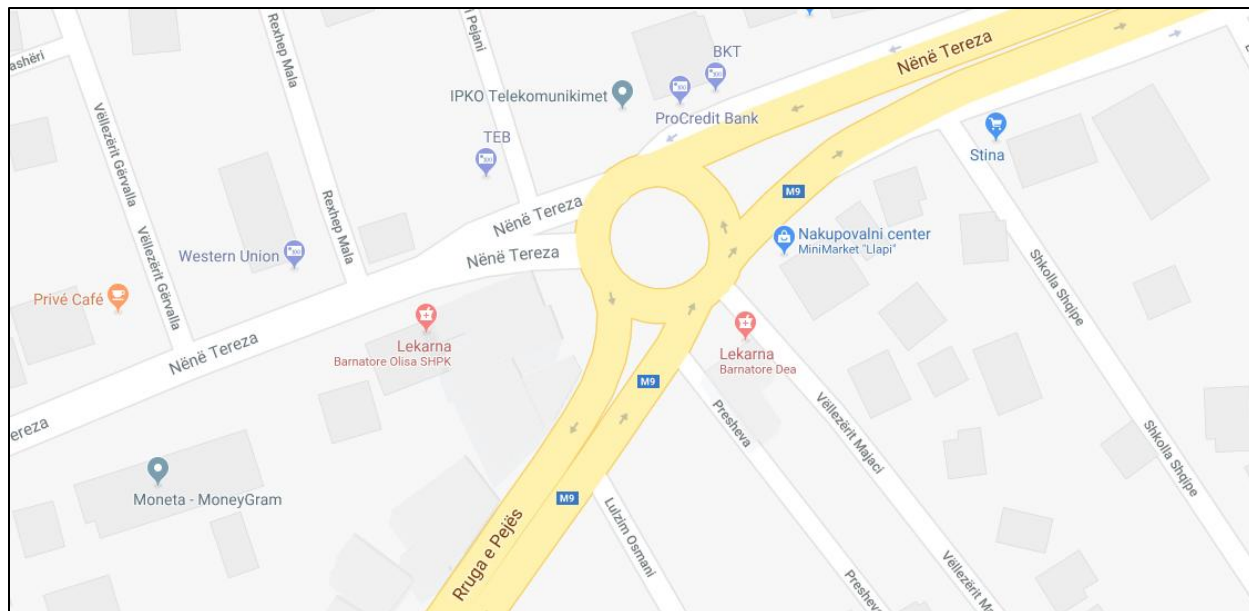 ashëri
Rexhep Mala
i Pejani
BKT
Nënë Tereza
IPKO Telekomunikimet
ProCredit Bank
Stina
TEB
Vëllezërit Gërvalla
Rexhep Mala
Nënë Tereza
M9
Nakupovalni center
MiniMarket "Llapi"
Western Union
Nënë Tereza
Shkolla Shqipe
Privé Café
Vëllezërit Gërvalla
Lekarna
Barnatore Olisa SHPK
Lekarna
Barnatore Dea
Nënë Tereza
M9
Presheva
Vëllezërit Majaci
Shkolla Shqipe
ereza
Moneta - MoneyGram
M9
Lulzim Osmani
Rruga e Pejës
Presheva
Vëllezërit Ma